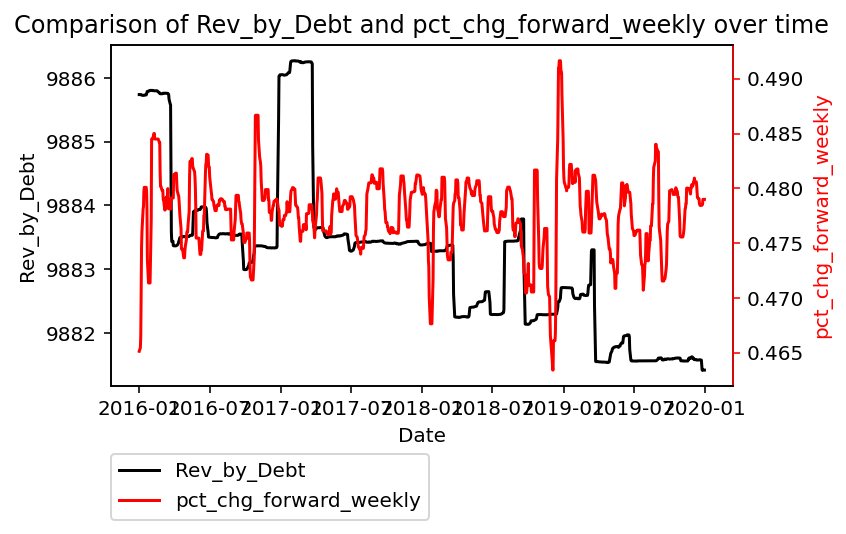 Comparison of Rev_by_Debt and pct_chg_forward_weekly over time
9886
9885
9884
9883
9882
Rev_by_Debt
0.490
0.485
0.480
0.475
0.470
0.465
pct_chg_forward_weekly
2016-01 2016-07 2017-01 2017-07 2018-01 2018-07 2019-01 2019-07 2020-01
Date
Rev_by_Debt
pct_chg_forward_weekly